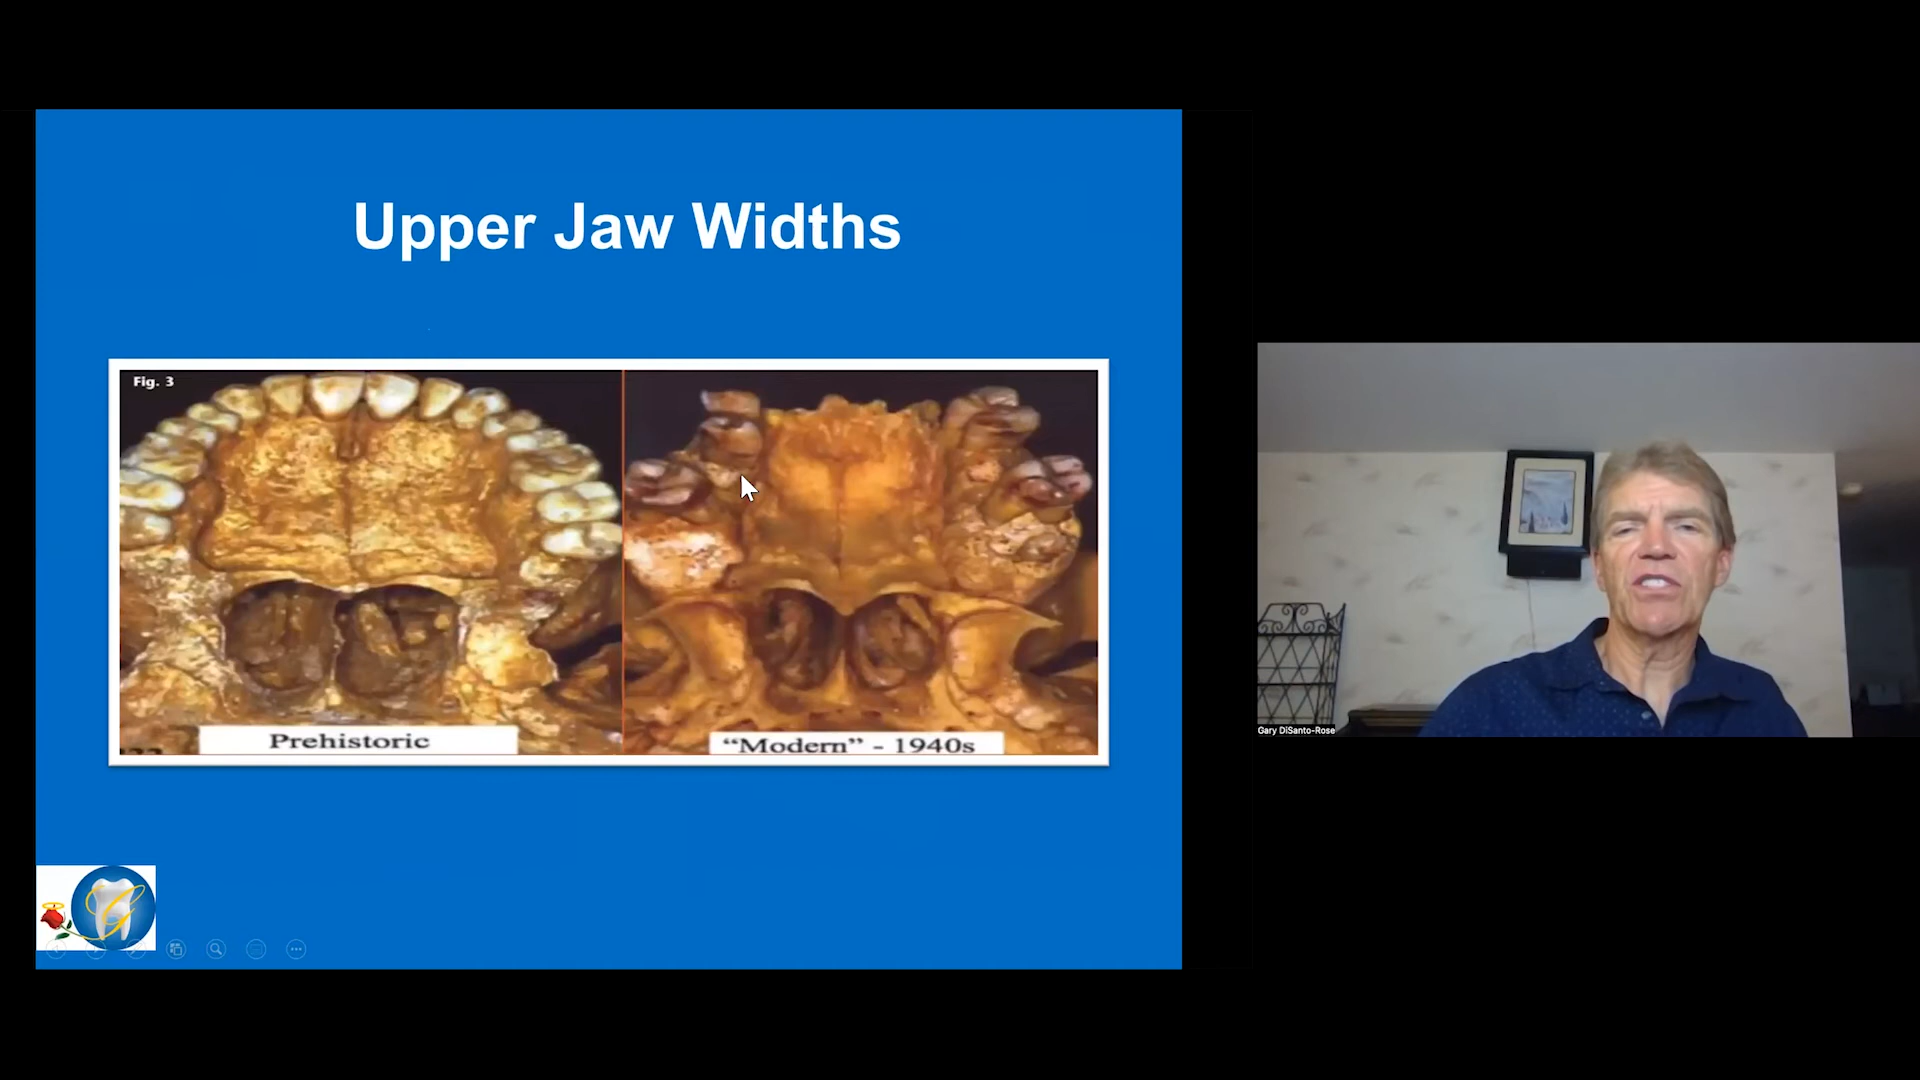 Upper Jaw Widths
Fig. 3
Prehistoric
“Modern” - 1940s
G
Gary DiSanto-Rose